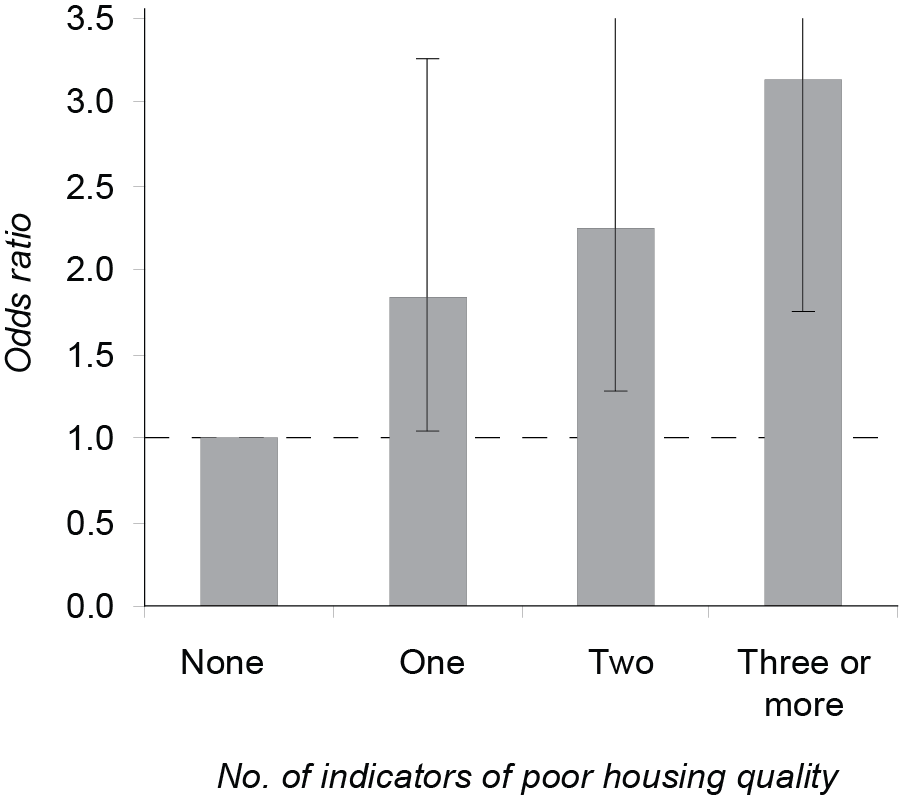 Odds ratio
3.5
3.0
2.5
2.0
1.5
1.0
0.5
0.0
None
One
Two
Three or
more
No. of indicators of poor housing quality